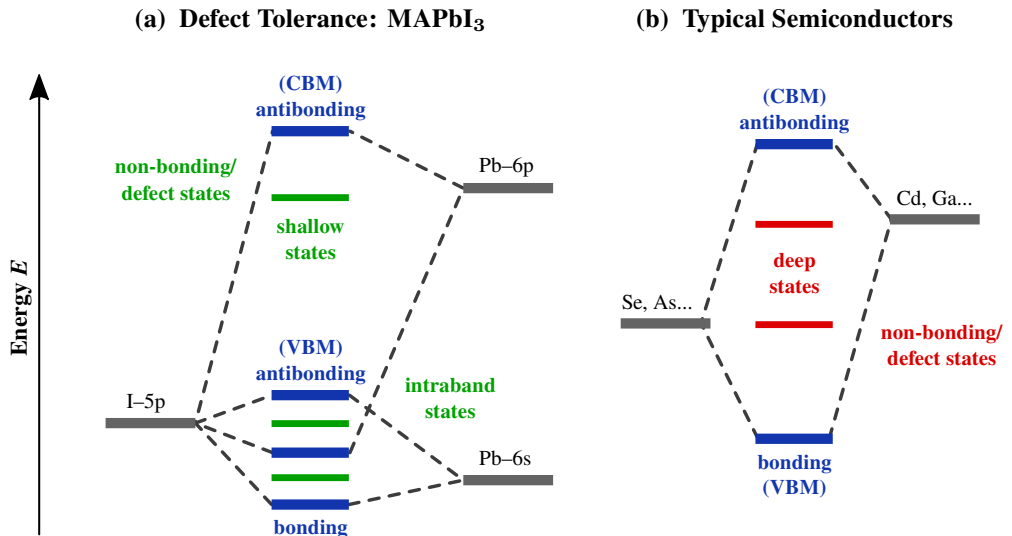 (a) Defect Tolerance: MAPbI₃
(b) Typical Semiconductors
Energy E
(CBM)
antibonding
non-bonding/
defect states
Pb–6p
shallow
states
(VBM)
antibonding
I–5p
intraband
states
Pb–6s
bonding
(CBM)
antibonding
Cd, Ga...
deep
states
Se, As...
non-bonding/
defect states
bonding
(VBM)